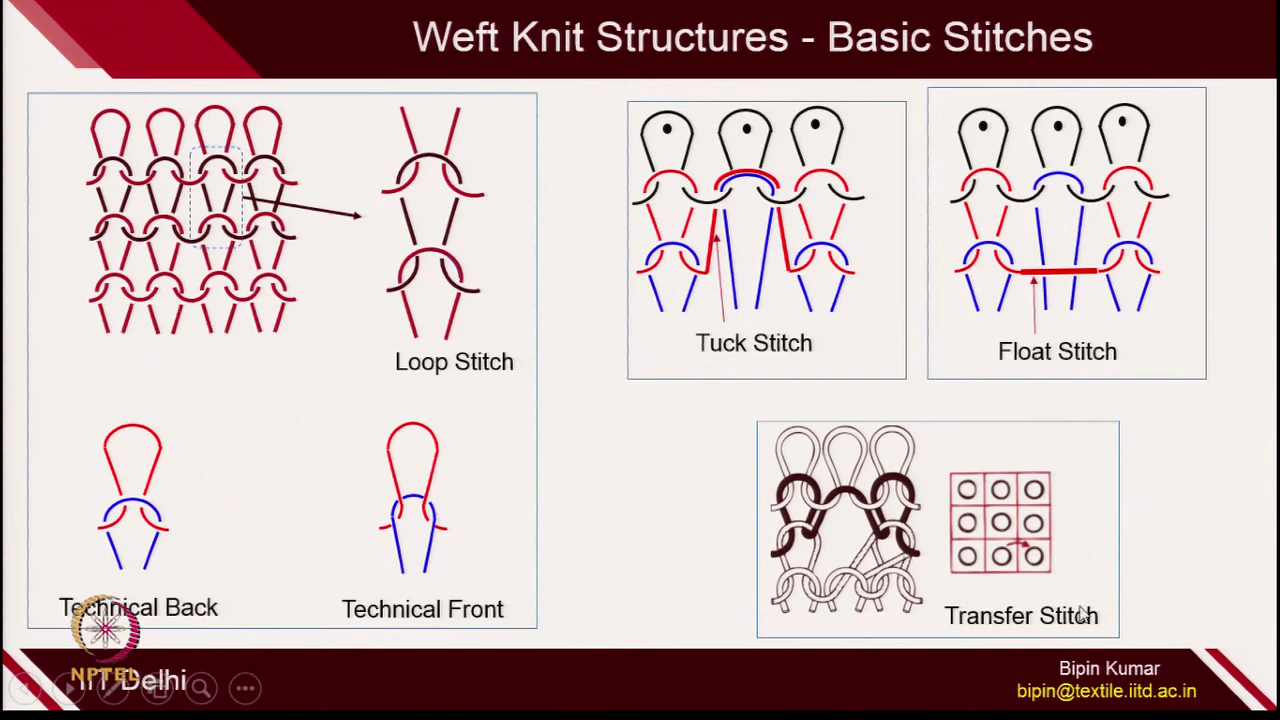 Weft Knit Structures - Basic Stitches
Loop Stitch
Tuck Stitch
Float Stitch
Technical Back
Technical Front
Transfer Stitch
NPTEL
IIT Delhi
Bipin Kumar
bipin@textile.iitd.ac.in